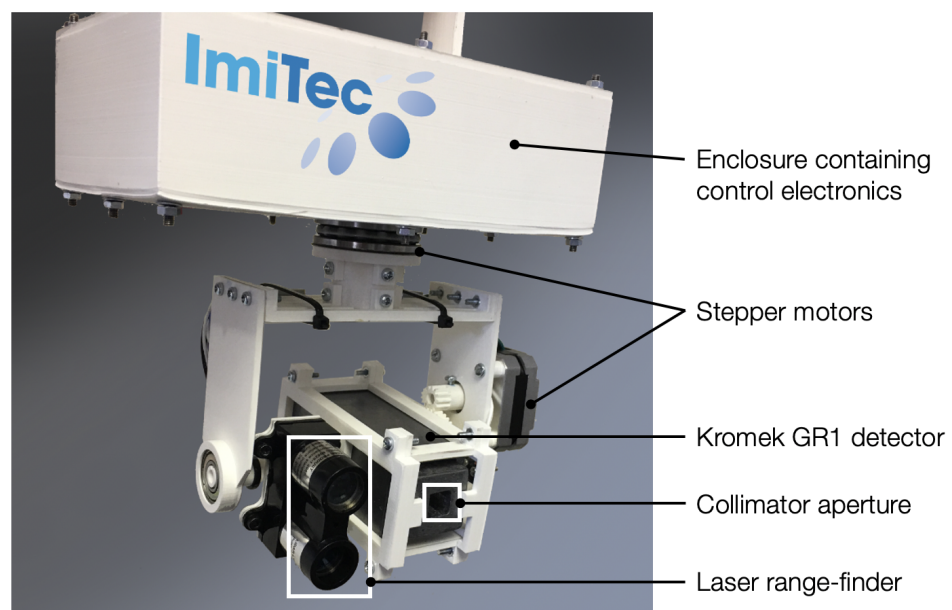 ImiTec
Enclosure containing
control electronics
Stepper motors
Kromek GR1 detector
Collimator aperture
Laser range-finder